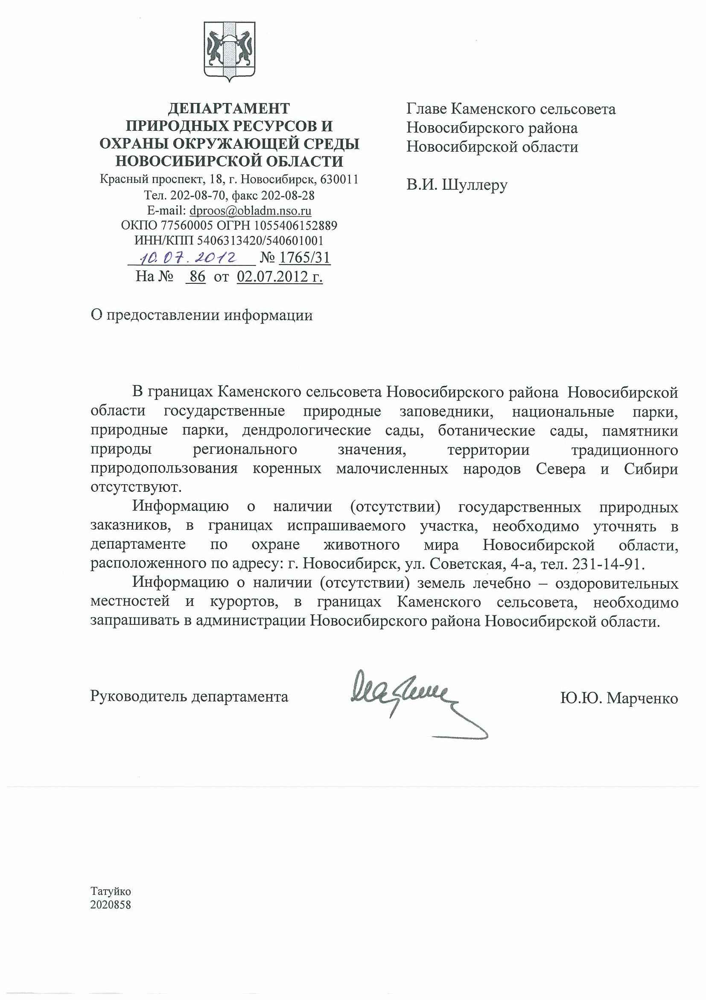 ДЕПАРТАМЕНТ
ПРИРОДНЫХ РЕСУРСОВ И
ОХРАНЫ ОКРУЖАЮЩЕЙ СРЕДЫ
НОВОСИБИРСКОЙ ОБЛАСТИ
Красный проспект, 18, г. Новосибирск, 630011
Тел. 202-08-70, факс 202-08-28
E-mail: dproos@obladm.nso.ru
ОКПО 77560005 ОГРН 1055406152889
ИНН/КПП 5406313420/540601001
10.07.2012 № 1765/31
На № 86 от 02.07.2012 г.
Главе Каменского сельсовета
Новосибирского района
Новосибирской области
В.И. Шуллеру
О предоставлении информации
В границах Каменского сельсовета Новосибирского района Новосибирской
области государственные природные заповедники, национальные парки,
природные парки, дендрологические сады, ботанические сады, памятники
природы регионального значения, территории традиционного
природопользования коренных малочисленных народов Севера и Сибири
отсутствуют.
Информацию о наличии (отсутствии) государственных природных
заказников, в границах испрашиваемого участка, необходимо уточнять в
департаменте по охране животного мира Новосибирской области,
расположенного по адресу: г. Новосибирск, ул. Советская, 4-а, тел. 231-14-91.
Информацию о наличии (отсутствии) земель лечебно – оздоровительных
местностей и курортов, в границах Каменского сельсовета, необходимо
запрашивать в администрации Новосибирского района Новосибирской области.
Руководитель департамента Ю.Ю. Марченко
Татуйко
2020858